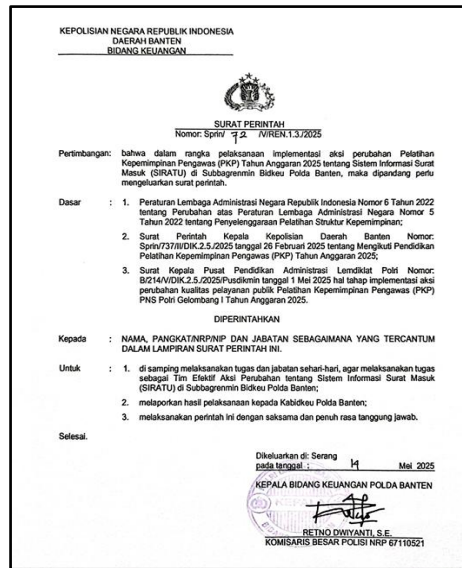 KEPOLISIAN NEGARA REPUBLIK INDONESIA
DAERAH BANTEN
BIDANG KEUANGAN
SURAT PERINTAH
Nomor: Sprin/ 72 /V/REN.1.3./2025
Pertimbangan: bahwa dalam rangka pelaksanaan implementasi aksi perubahan Pelatihan
Kepemimpinan Pengawas (PKP) Tahun Anggaran 2025 tentang Sistem Informasi Surat
Masuk (SIRATU) di Subbagrenmin Bidkeu Polda Banten, maka dipandang perlu
mengeluarkan surat perintah.
Dasar : 1. Peraturan Lembaga Administrasi Negara Republik Indonesia Nomor 6 Tahun 2022
tentang Perubahan atas Peraturan Lembaga Administrasi Negara Nomor 5
Tahun 2022 tentang Penyelenggaraan Pelatihan Struktur Kepemimpinan;
2. Surat Perintah Kepala Kepolisian Daerah Banten Nomor:
Sprin/737/II/DIK.2.5./2025 tanggal 26 Februari 2025 tentang Mengikuti Pendidikan
Pelatihan Kepemimpinan Pengawas (PKP) Tahun Anggaran 2025;
3. Surat Kepala Pusat Pendidikan Administrasi Lemdiklat Polri Nomor:
B/214/V/DIK.2.5./2025/Pusdikmin tanggal 1 Mei 2025 hal tahap implementasi aksi
perubahan kualitas pelayanan publik Pelatihan Kepemimpinan Pengawas (PKP)
PNS Polri Gelombang I Tahun Anggaran 2025.
DIPERINTAHKAN
Kepada : NAMA, PANGKAT/NRP/NIP DAN JABATAN SEBAGAIMANA YANG TERCANTUM
DALAM LAMPIRAN SURAT PERINTAH INI.
Untuk : 1. di samping melaksanakan tugas dan jabatan sehari-hari, agar melaksanakan tugas
sebagai Tim Efektif Aksi Perubahan tentang Sistem Informasi Surat Masuk
(SIRATU) di Subbagrenmin Bidkeu Polda Banten;
2. melaporkan hasil pelaksanaan kepada Kabidkeu Polda Banten;
3. melaksanakan perintah ini dengan saksama dan penuh rasa tanggung jawab.
Selesai.
Dikeluarkan di: Serang
pada tanggal : 14 Mei 2025
KEPALA BIDANG KEUANGAN POLDA BANTEN
RETNO DWIYANTI, S.E.
KOMISARIS BESAR POLISI NRP 67110521